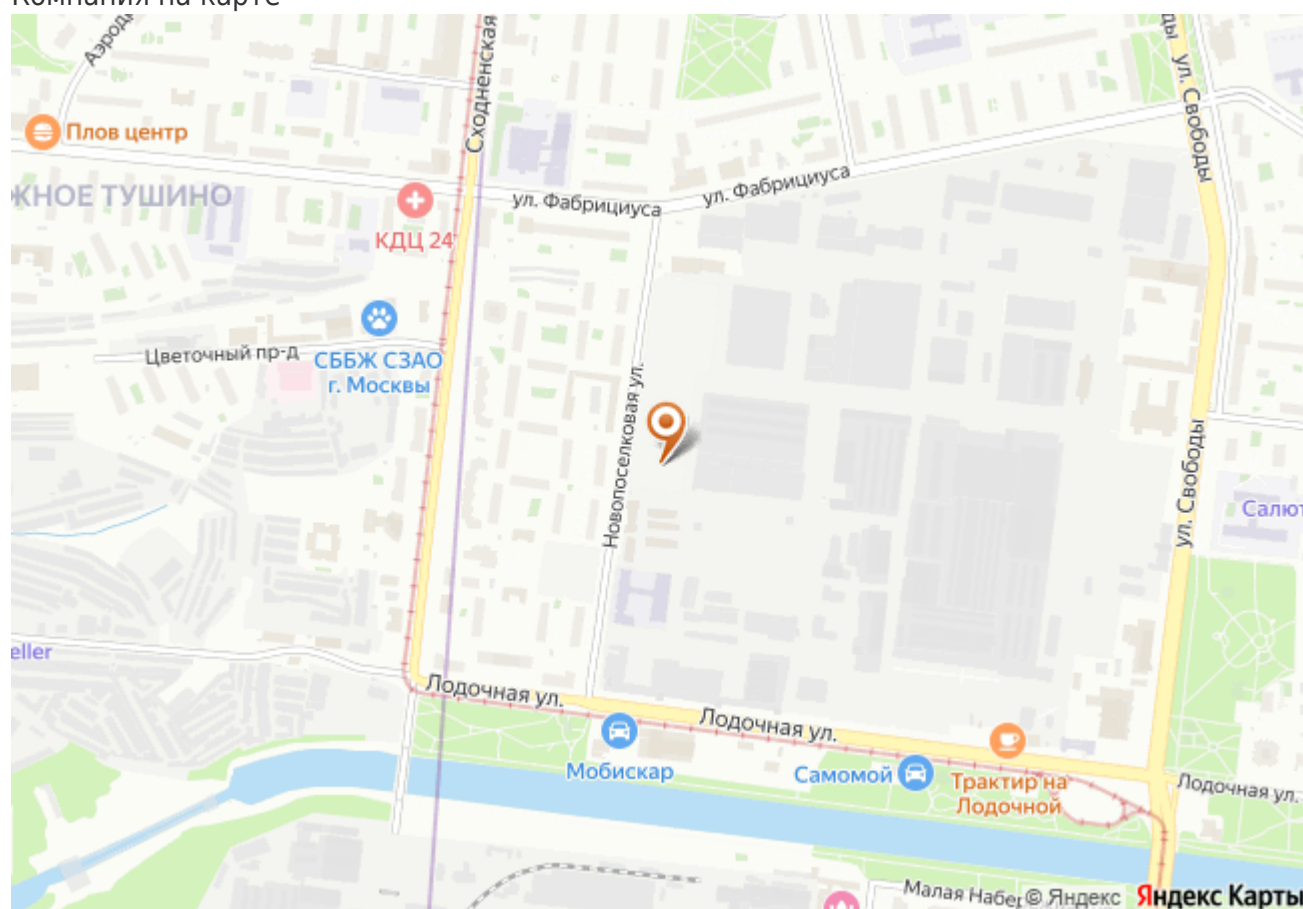 Компания на карте
Аэрод
Сходненская
ул. Свободы
Плов центр
ЖНОЕ ТУШИНО
ул. Фабрициуса
ул. Фабрициуса
КДЦ 24
Цветочный пр-д
СББЖ СЗАО
г. Москвы
Новопоселковая ул.
ул. Свободы
Салют
eller
Лодочная ул.
Лодочная ул.
Мобискар
Самомой
Трактир на
Лодочной
Лодочная ул.
Малая Набер
© Яндекс
Яндекс Карты